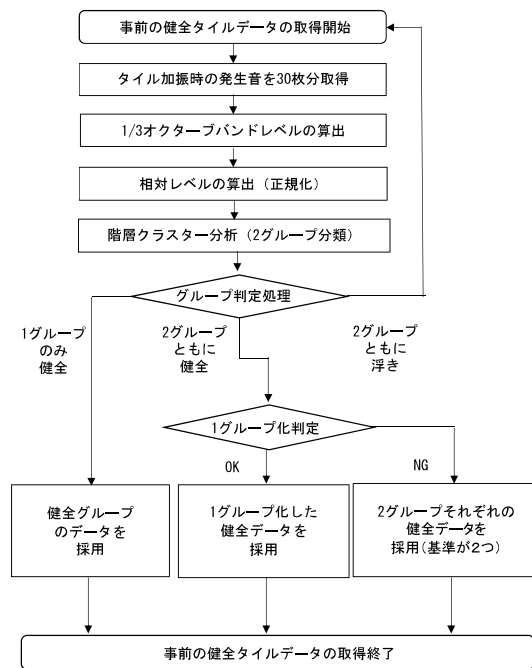 事前の健全タイルデータの取得開始
タイル加振時の発生音を30枚分取得
1/3オクターブバンドレベルの算出
相対レベルの算出（正規化）
階層クラスター分析（2グループ分類）
グループ判定処理
1グループ
のみ
健全
2グループ
ともに
健全
2グループ
ともに
浮き
1グループ化判定
OK
NG
健全グループ
のデータを
採用
1グループ化した
健全データを
採用
2グループそれぞれの
健全データを
採用(基準が2つ)
事前の健全タイルデータの取得終了